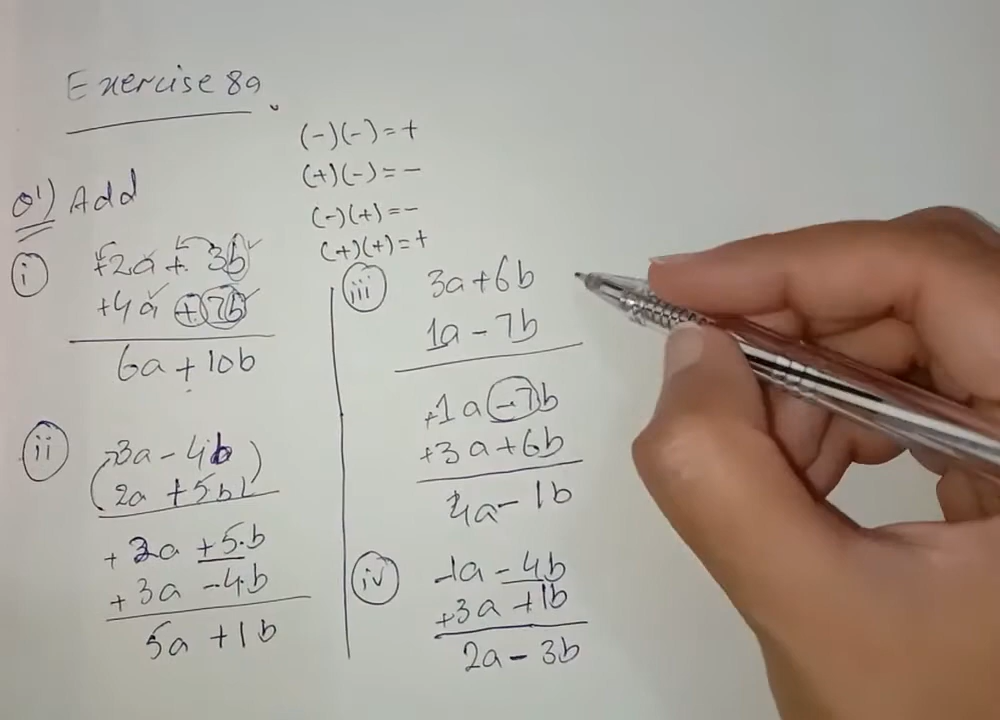 Exercise 8a.
(-)(-)=+
(+)(-)=-
(-)(+)=-
(+)(+)=+
Q1) Add
i
+2a + 3b
+4a + 7b
6a + 10b
ii
3a - 4b
2a + 5b
+ 2a + 5b
+ 3a - 4b
5a + 1b
iii
3a+6b
1a - 7b
+1a - 7b
+3a+6b
4a - 1b
iv
-1a - 4b
+3a + 1b
2a - 3b